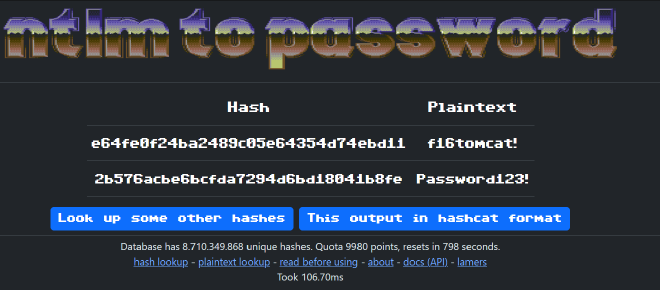 ntlm to password
Hash Plaintext
e64fe0f24ba2489c05e64354d74ebd11 f16tomcat!
2b576acbe6bcfda7294d6bd18041b8fe Password123!
Look up some other hashes This output in hashcat format
Database has 8.710.349.868 unique hashes. Quota 9980 points, resets in 798 seconds.
hash lookup - plaintext lookup - read before using - about - docs (API) - lamers
Took 106.70ms